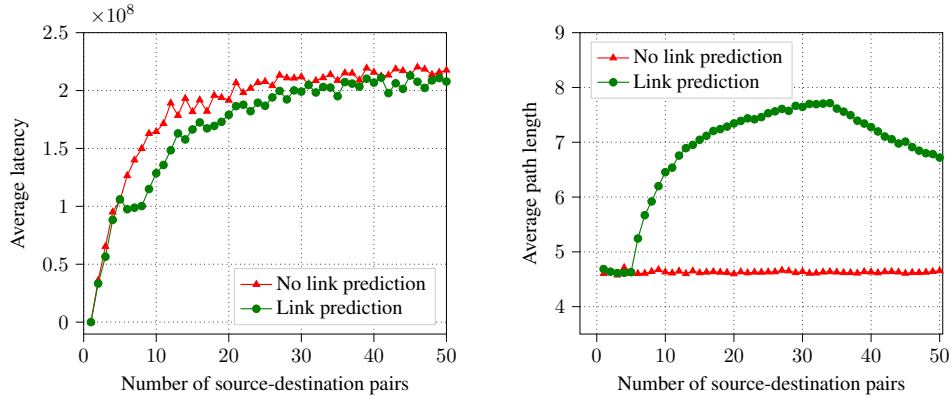 ×10⁸
2.5
2
1.5
1
0.5
0
Average latency
No link prediction
Link prediction
0 10 20 30 40 50
Number of source-destination pairs
9
8
7
6
5
4
Average path length
No link prediction
Link prediction
0 10 20 30 40 50
Number of source-destination pairs